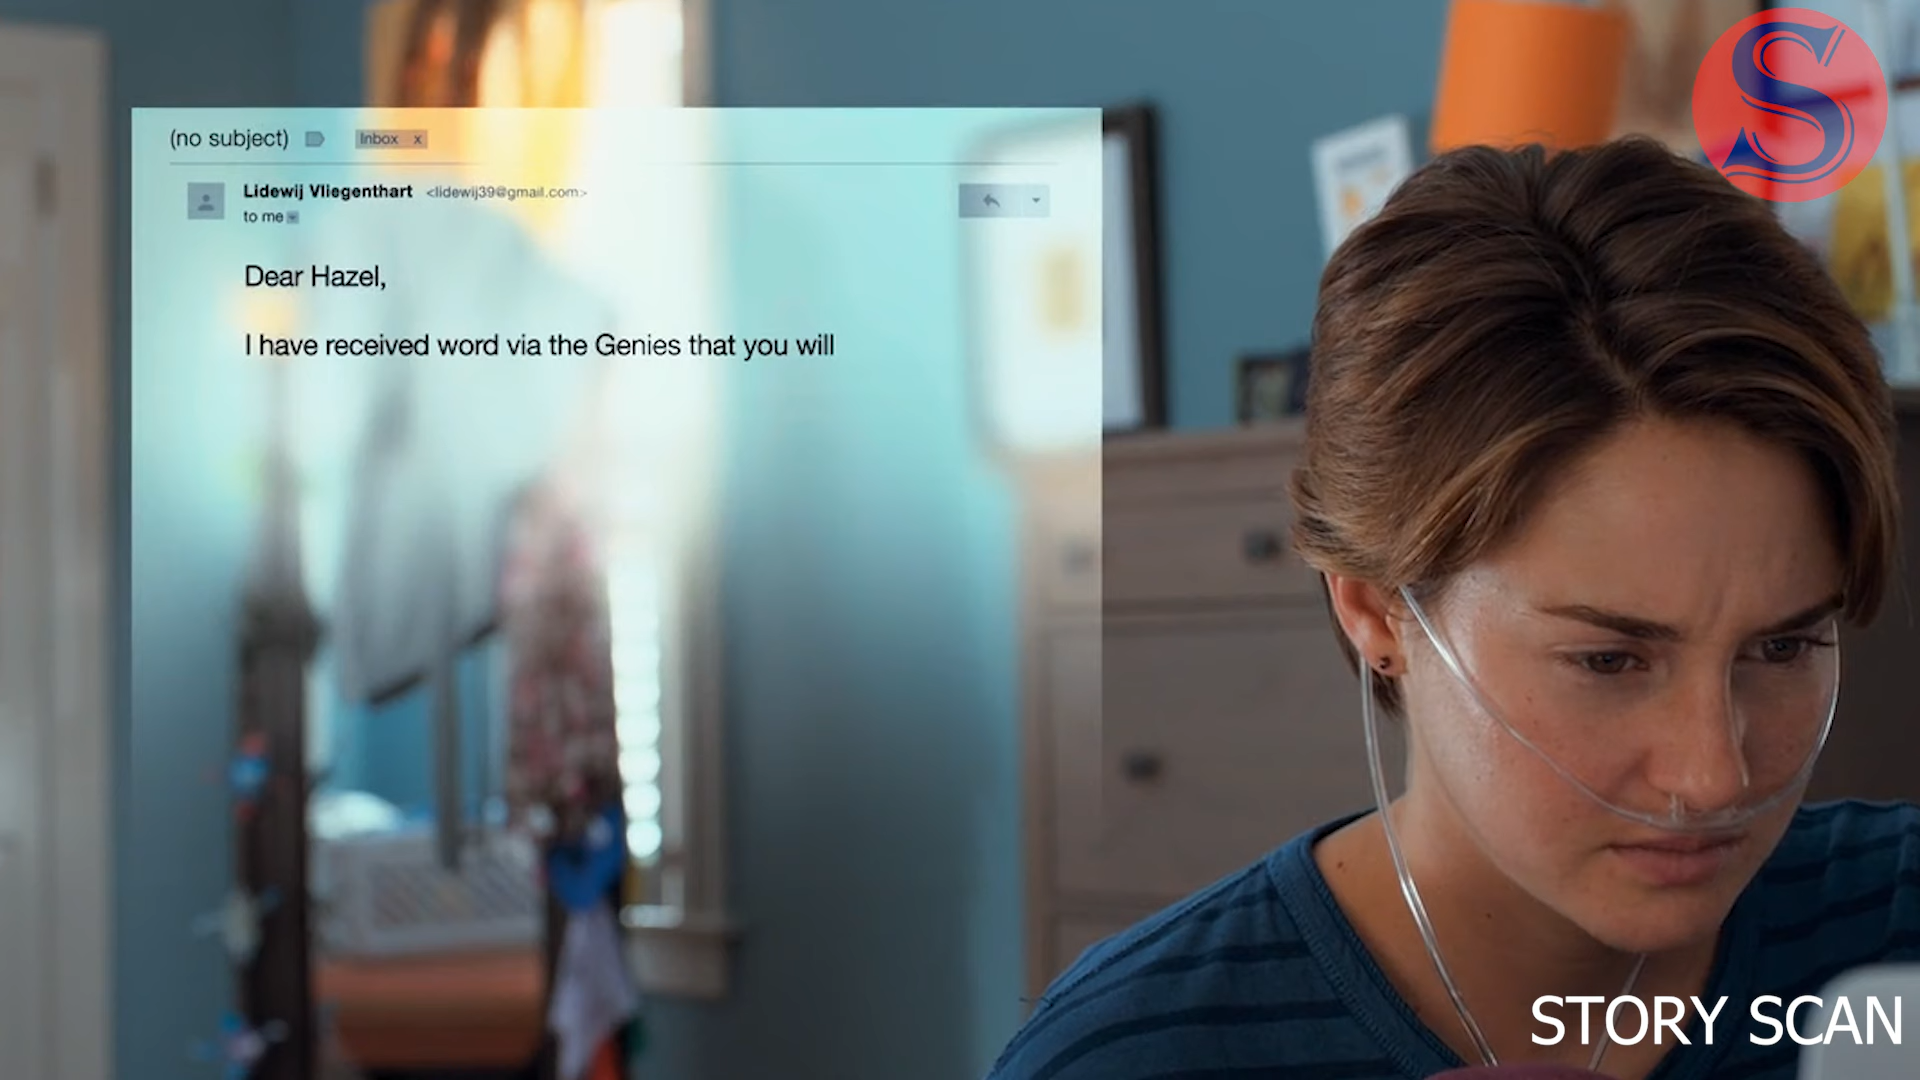 (no subject)
Inbox x
Lidewij Vliegenthart <lidewij39@gmail.com>
to me
Dear Hazel,
I have received word via the Genies that you will
S
STORY SCAN